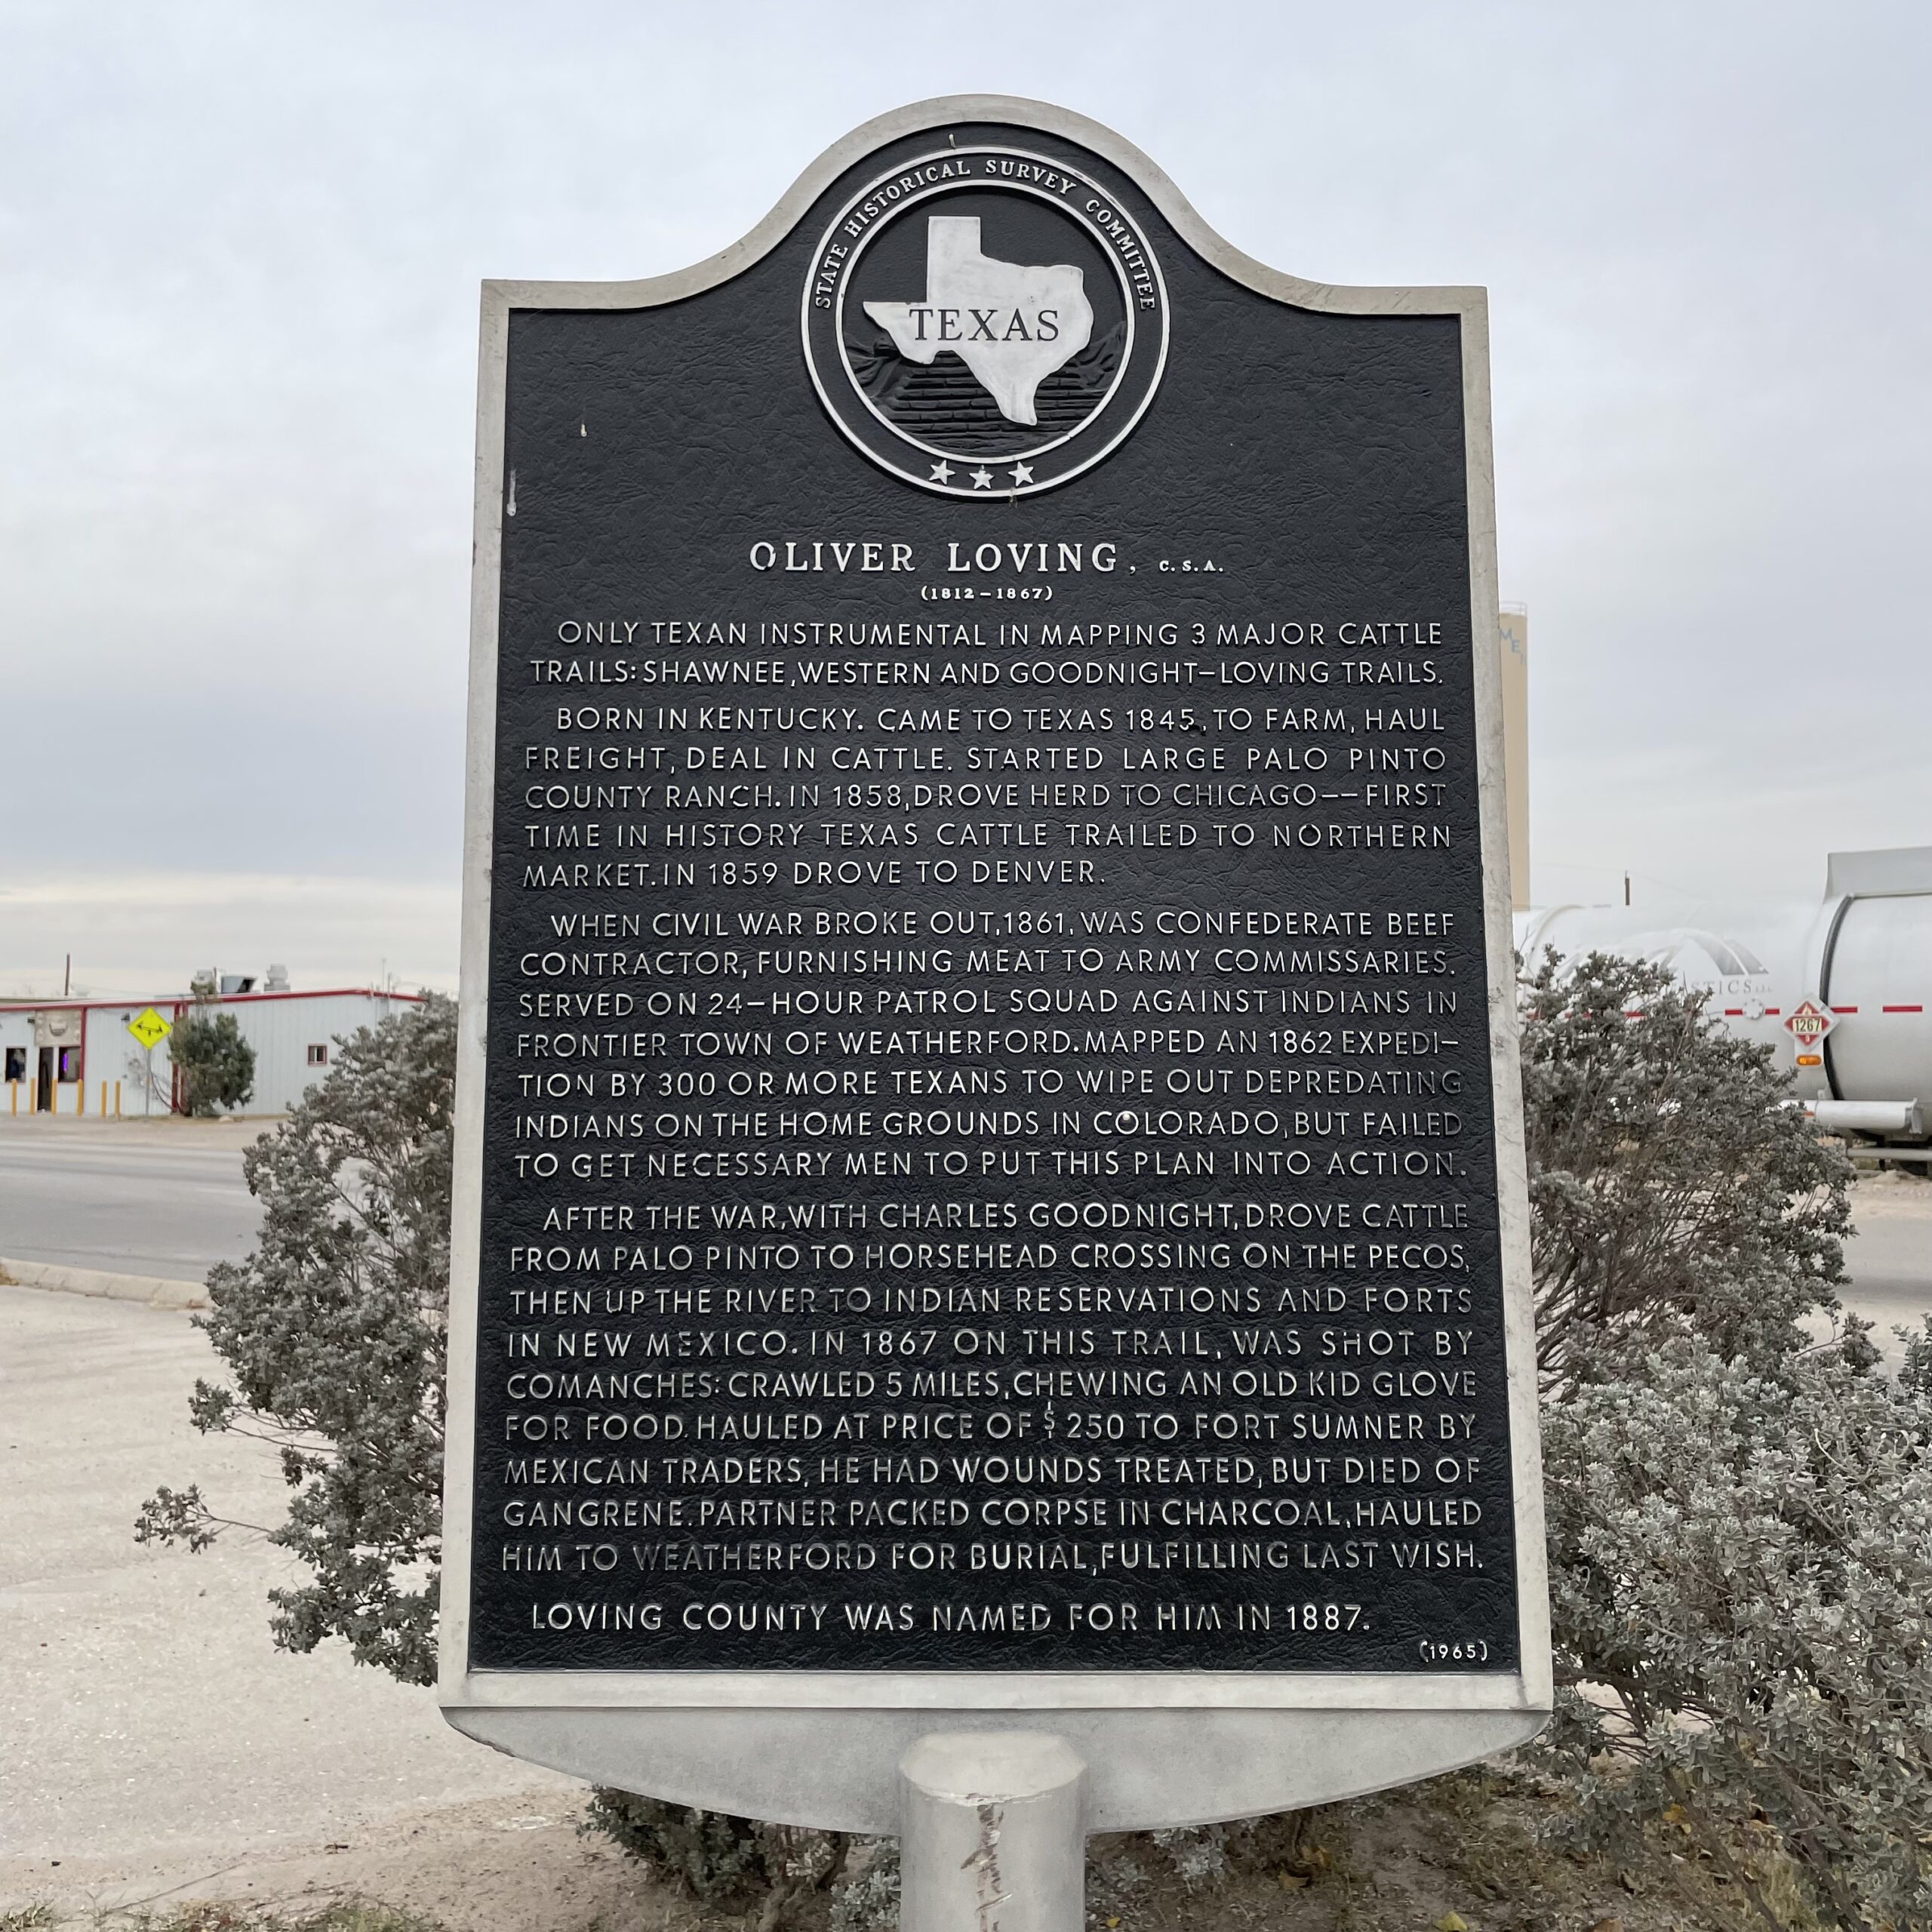 STATE HISTORICAL SURVEY COMMITTEE
TEXAS
OLIVER LOVING, C.S.A.
(1812-1867)
ONLY TEXAN INSTRUMENTAL IN MAPPING 3 MAJOR CATTLE
TRAILS: SHAWNEE, WESTERN AND GOODNIGHT-LOVING TRAILS.
BORN IN KENTUCKY. CAME TO TEXAS 1845, TO FARM, HAUL
FREIGHT, DEAL IN CATTLE. STARTED LARGE PALO PINTO
COUNTY RANCH. IN 1858, DROVE HERD TO CHICAGO--FIRST
TIME IN HISTORY TEXAS CATTLE TRAILED TO NORTHERN
MARKET. IN 1859 DROVE TO DENVER.
WHEN CIVIL WAR BROKE OUT, 1861, WAS CONFEDERATE BEEF
CONTRACTOR, FURNISHING MEAT TO ARMY COMMISSARIES.
SERVED ON 24-HOUR PATROL SQUAD AGAINST INDIANS IN
FRONTIER TOWN OF WEATHERFORD. MAPPED AN 1862 EXPEDI-
TION BY 300 OR MORE TEXANS TO WIPE OUT DEPREDATING
INDIANS ON THE HOME GROUNDS IN COLORADO, BUT FAILED
TO GET NECESSARY MEN TO PUT THIS PLAN INTO ACTION.
AFTER THE WAR, WITH CHARLES GOODNIGHT, DROVE CATTLE
FROM PALO PINTO TO HORSEHEAD CROSSING ON THE PECOS,
THEN UP THE RIVER TO INDIAN RESERVATIONS AND FORTS
IN NEW MEXICO. IN 1867 ON THIS TRAIL, WAS SHOT BY
COMANCHES: CRAWLED 5 MILES, CHEWING AN OLD KID GLOVE
FOR FOOD. HAULED AT PRICE OF $250 TO FORT SUMNER BY
MEXICAN TRADERS, HE HAD WOUNDS TREATED, BUT DIED OF
GANGRENE. PARTNER PACKED CORPSE IN CHARCOAL, HAULED
HIM TO WEATHERFORD FOR BURIAL, FULFILLING LAST WISH.
LOVING COUNTY WAS NAMED FOR HIM IN 1887.
(1965)
1267